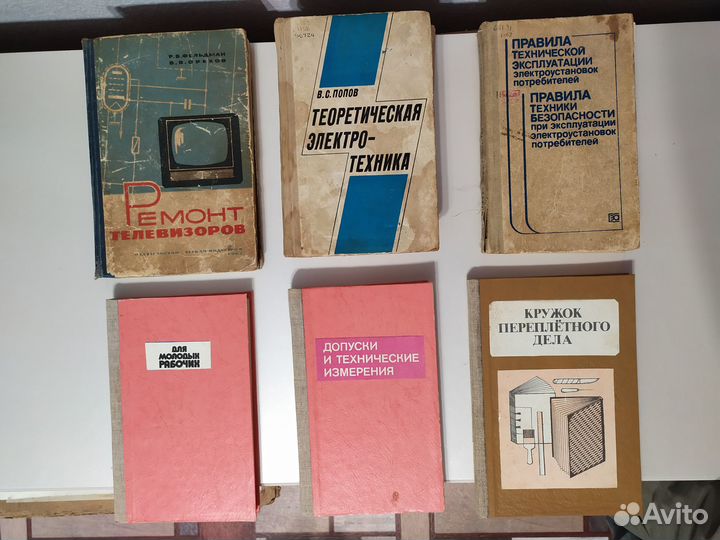 Р.Б. ФЕЛЬДМАН
В.В. ОРЕХОВ
РЕМОНТ
ТЕЛЕВИЗОРОВ
В.С. ПОПОВ
ТЕОРЕТИЧЕСКАЯ
ЭЛЕКТРО-
ТЕХНИКА
ПРАВИЛА
ТЕХНИЧЕСКОЙ
ЭКСПЛУАТАЦИИ
электроустановок
потребителей
ПРАВИЛА
ТЕХНИКИ
БЕЗОПАСНОСТИ
при эксплуатации
электроустановок
потребителей
ДЛЯ
МОЛОДЫХ
РАБОЧИХ
ДОПУСКИ
И ТЕХНИЧЕСКИЕ
ИЗМЕРЕНИЯ
КРУЖОК
ПЕРЕПЛЁТНОГО
ДЕЛА
Avito